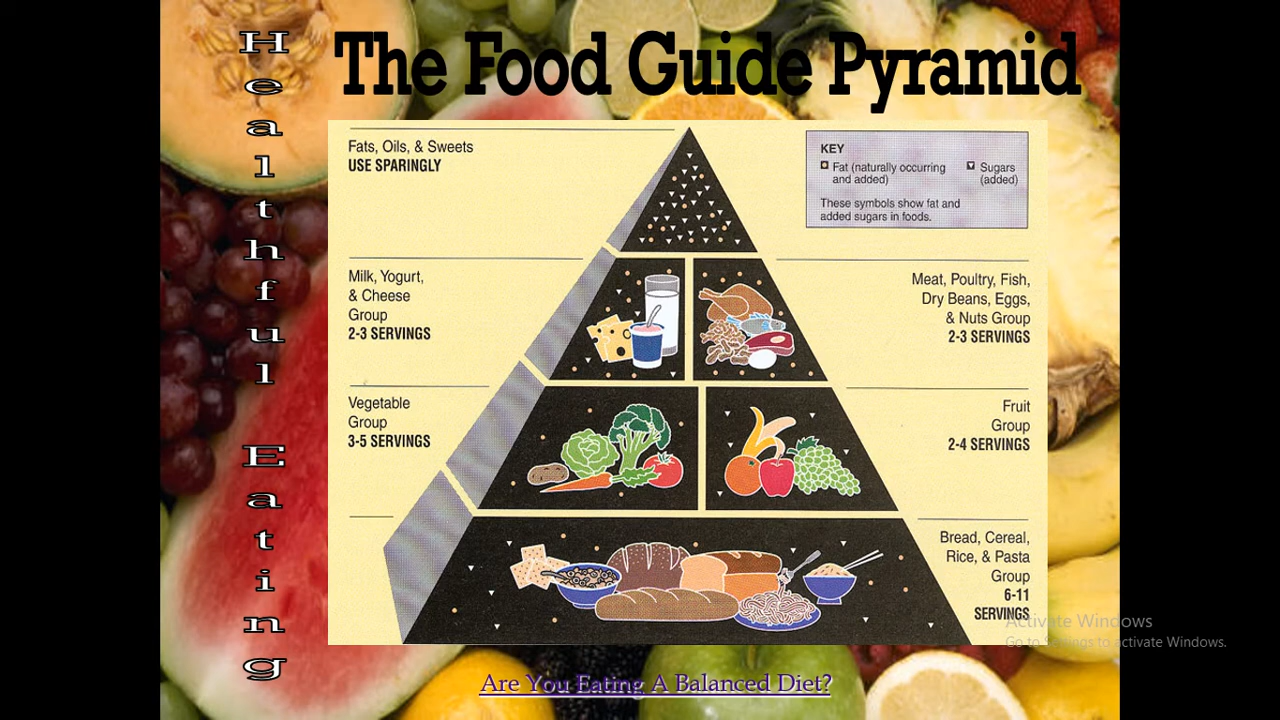 Healthful Eating
The Food Guide Pyramid
Fats, Oils, & Sweets
USE SPARINGLY
KEY
Fat (naturally occurring
and added)
Sugars
(added)
These symbols show fat and
added sugars in foods.
Milk, Yogurt,
& Cheese
Group
2-3 SERVINGS
Meat, Poultry, Fish,
Dry Beans, Eggs,
& Nuts Group
2-3 SERVINGS
Vegetable
Group
3-5 SERVINGS
Fruit
Group
2-4 SERVINGS
Bread, Cereal,
Rice, & Pasta
Group
6-11
SERVINGS
Activate Windows
Go to Settings to activate Windows.
Are You Eating A Balanced Diet?